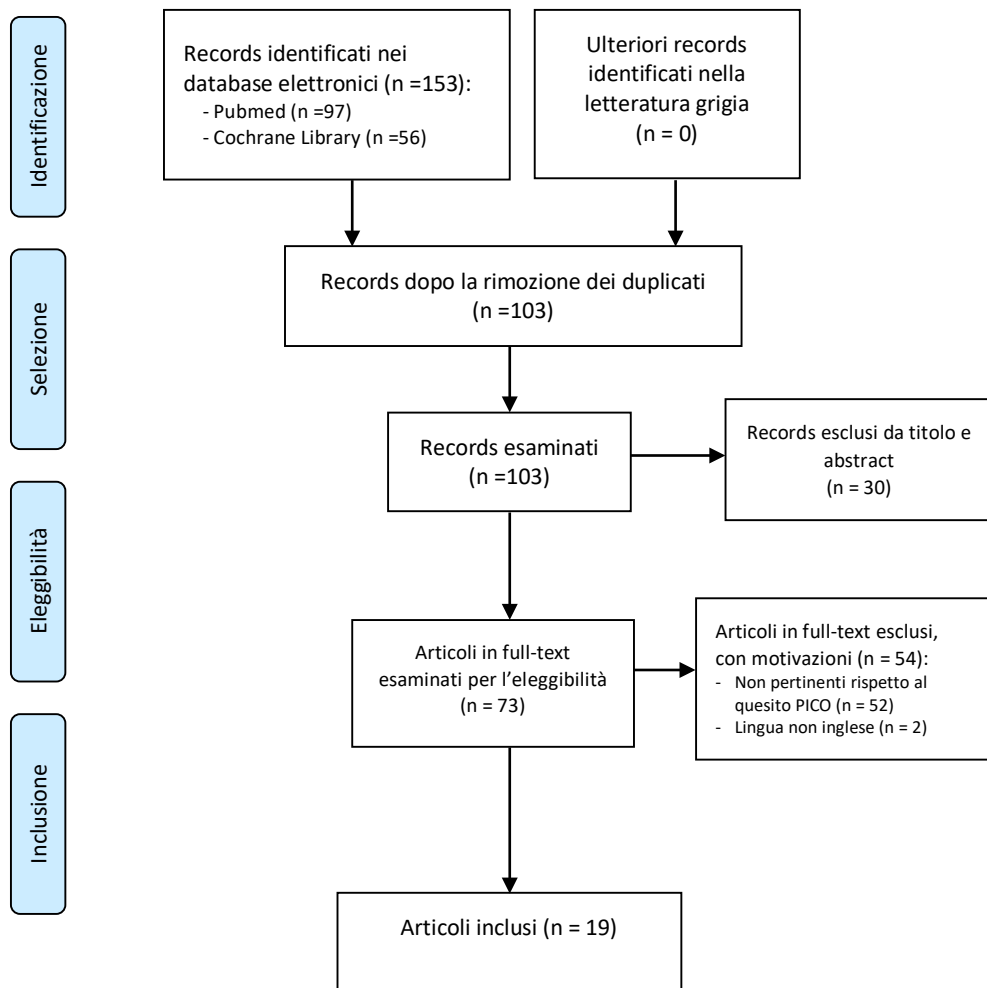 Identificazione
Records identificati nei
database elettronici (n =153):
- Pubmed (n =97)
- Cochrane Library (n =56)
Ulteriori records
identificati nella
letteratura grigia
(n = 0)
Selezione
Records dopo la rimozione dei duplicati
(n =103)
Records esaminati
(n =103)
Records esclusi da titolo e
abstract
(n = 30)
Eleggibilità
Articoli in full-text
esaminati per l'eleggibilità
(n = 73)
Articoli in full-text esclusi,
con motivazioni (n = 54):
- Non pertinenti rispetto al
quesito PICO (n = 52)
- Lingua non inglese (n = 2)
Inclusione
Articoli inclusi (n = 19)